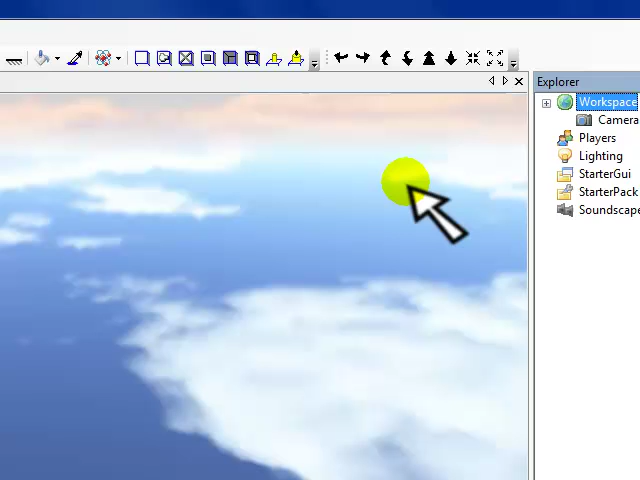 Explorer
Workspace
Camera
Players
Lighting
StarterGui
StarterPack
Soundscape